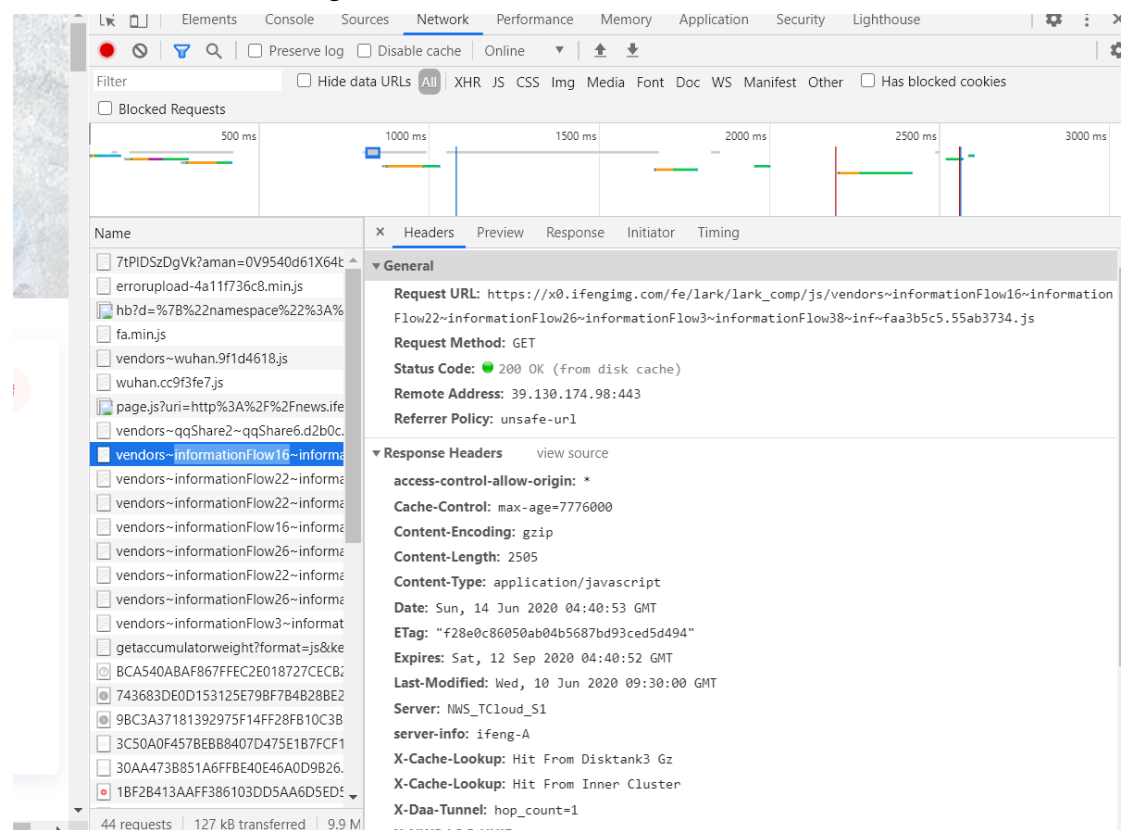 Elements Console Sources Network Performance Memory Application Security Lighthouse
Preserve log Disable cache Online
Filter Hide data URLs All XHR JS CSS Img Media Font Doc WS Manifest Other Has blocked cookies
Blocked Requests
500 ms 1000 ms 1500 ms 2000 ms 2500 ms 3000 ms
Name
7tPIDSzDgVk?aman=0V9540d61X64b
errorupload-4a11f736c8.min.js
hb?d=%7B%22namespace%22%3A%
fa.min.js
vendors~wuhan.9f1d4618.js
wuhan.cc9f3fe7.js
page.js?uri=http%3A%2F%2Fnews.ife
vendors~qqShare2~qqShare6.d2b0c.
vendors~informationFlow16~informa
vendors~informationFlow22~informa
vendors~informationFlow22~informa
vendors~informationFlow16~informa
vendors~informationFlow26~informa
vendors~informationFlow22~informa
vendors~informationFlow26~informa
vendors~informationFlow3~informat
getaccumulatorweight?format=js&ke
BCA540ABAF867FFEC2E018727CECB2
743683DE0D153125E79BF7B4B28BE2
9BC3A37181392975F14FF28FB10C3B
3C50A0F457BEBB8407D475E1B7FCF1
30AA473B851A6FFBE40E46A0D9B26.
1BF2B413AAFF386103DD5AA6D5ED5
44 requests 127 kB transferred 9.9 M
× Headers Preview Response Initiator Timing
General
Request URL: https://x0.ifengimg.com/fe/lark/lark_comp/js/vendors~informationFlow16~information
Flow22~informationFlow26~informationFlow3~informationFlow38~inf~faa3b5c5.55ab3734.js
Request Method: GET
Status Code: 200 OK (from disk cache)
Remote Address: 39.130.174.98:443
Referrer Policy: unsafe-url
Response Headers view source
access-control-allow-origin: *
Cache-Control: max-age=7776000
Content-Encoding: gzip
Content-Length: 2505
Content-Type: application/javascript
Date: Sun, 14 Jun 2020 04:40:53 GMT
ETag: "f28e0c86050ab04b5687bd93ced5d494"
Expires: Sat, 12 Sep 2020 04:40:52 GMT
Last-Modified: Wed, 10 Jun 2020 09:30:00 GMT
Server: NWS_TCloud_S1
server-info: ifeng-A
X-Cache-Lookup: Hit From Disktank3 Gz
X-Cache-Lookup: Hit From Inner Cluster
X-Daa-Tunnel: hop_count=1